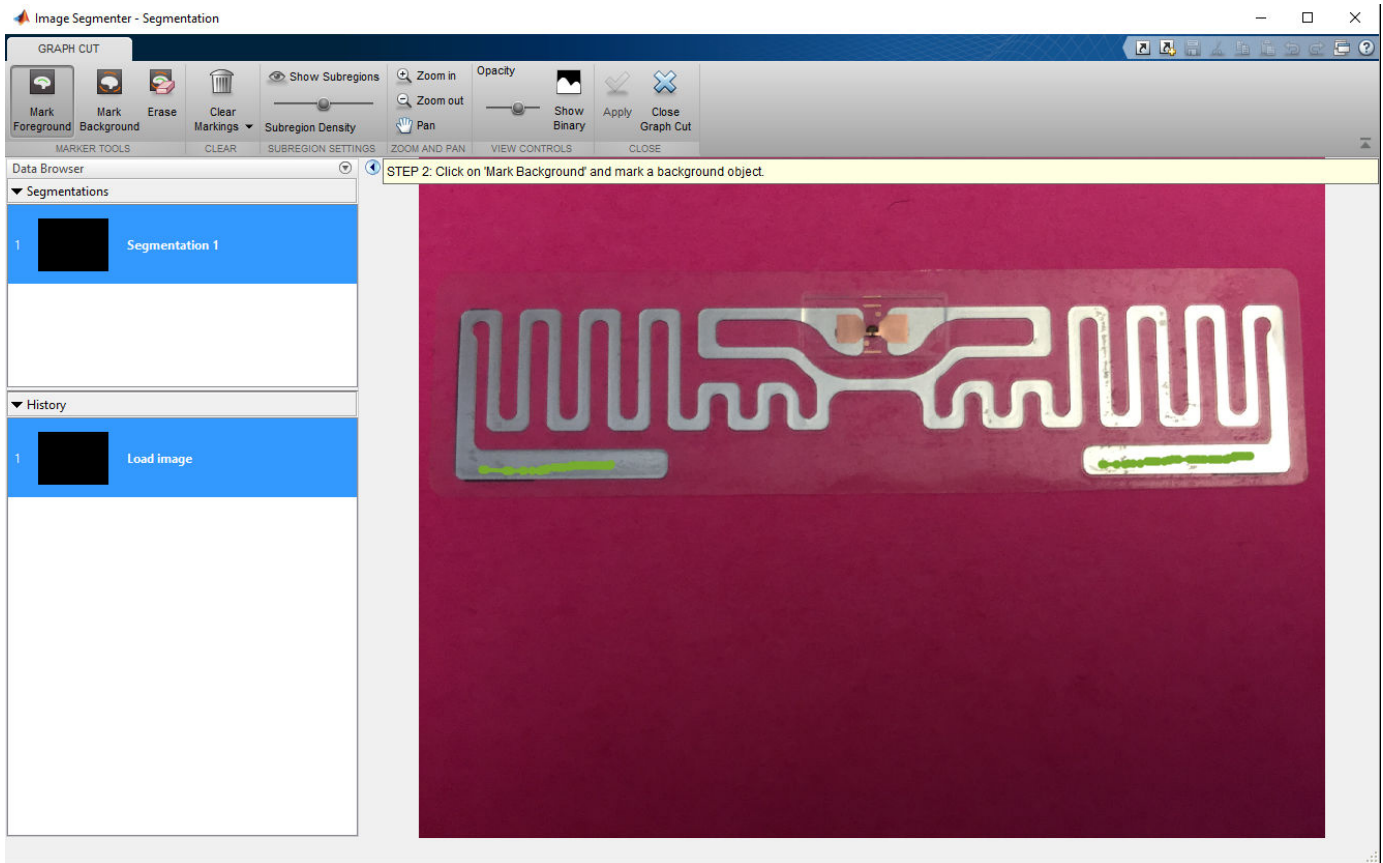 Image Segmenter - Segmentation
GRAPH CUT
Mark Foreground
Mark Background
Erase
Clear Markings
Show Subregions
Subregion Density
Zoom in
Zoom out
Pan
Opacity
Show Binary
Apply
Close Graph Cut
MARKER TOOLS
CLEAR
SUBREGION SETTINGS
ZOOM AND PAN
VIEW CONTROLS
CLOSE
Data Browser
STEP 2: Click on 'Mark Background' and mark a background object.
Segmentations
1 Segmentation 1
History
1 Load image